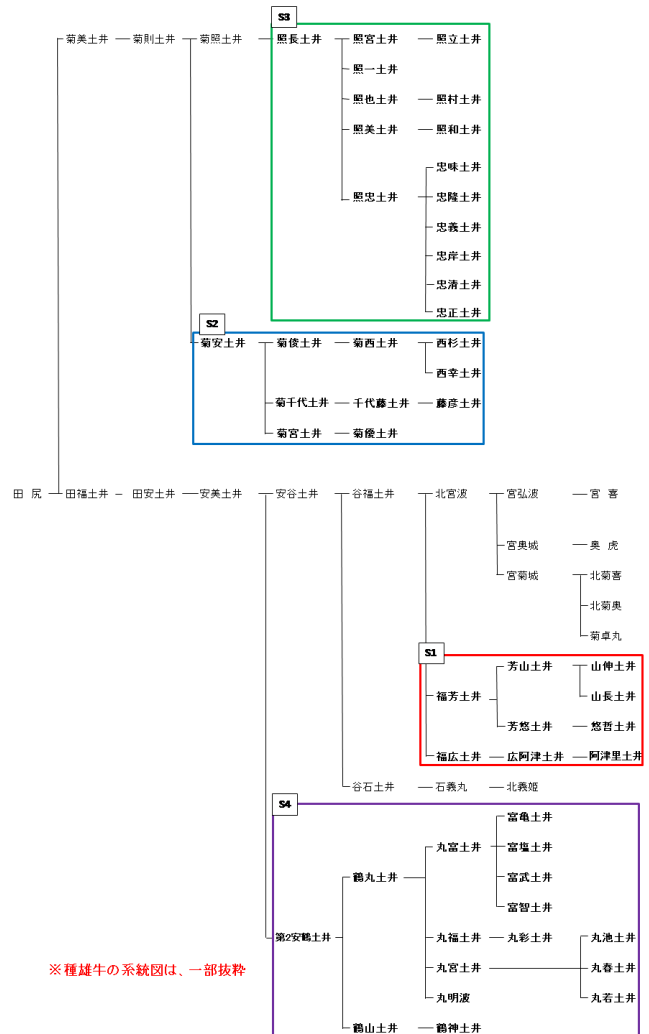 S3
菊美土井 菊則土井 菊照土井 照長土井 照宮土井 照立土井
照一土井
照也土井 照村土井
照美土井 照和土井
忠味土井
照忠土井 忠隆土井
忠義土井
忠岸土井
忠清土井
忠正土井
S2
菊安土井 菊俊土井 菊西土井 西杉土井
西幸土井
菊千代土井 千代藤土井 藤彦土井
菊宮土井 菊優土井
田尻 田福土井 田安土井 安美土井 安谷土井 谷福土井 北宮波 宮弘波 宮喜
宮奥城 奥虎
宮菊城 北菊喜
北菊奥
菊卓丸
S1
芳山土井 山伸土井
福芳土井 山長土井
芳悠土井 悠哲土井
福広土井 広阿津土井 阿津里土井
谷石土井 石義丸 北義姫
S4
富亀土井
丸富土井 富塩土井
鶴丸土井 富武土井
富智土井
第2安鶴土井 丸福土井 丸彩土井 丸池土井
※種雄牛の系統図は、一部抜粋 丸宮土井 丸春土井
丸明波 丸若土井
鶴山土井 鶴神土井